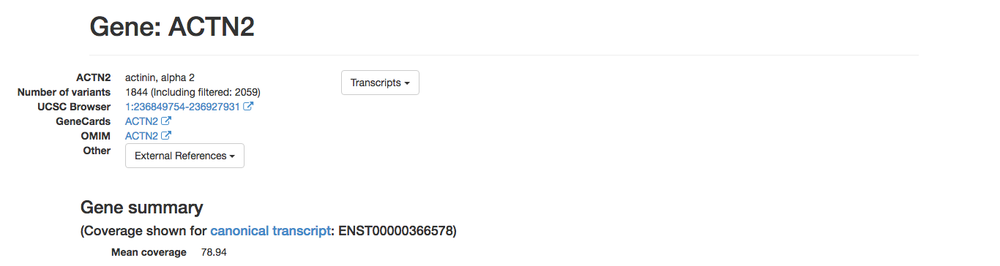 Gene: ACTN2
ACTN2 actinin, alpha 2
Transcripts
Number of variants 1844 (Including filtered: 2059)
UCSC Browser 1:236849754-236927931
GeneCards ACTN2
OMIM ACTN2
Other External References
Gene summary
(Coverage shown for canonical transcript: ENST00000366578)
Mean coverage 78.94